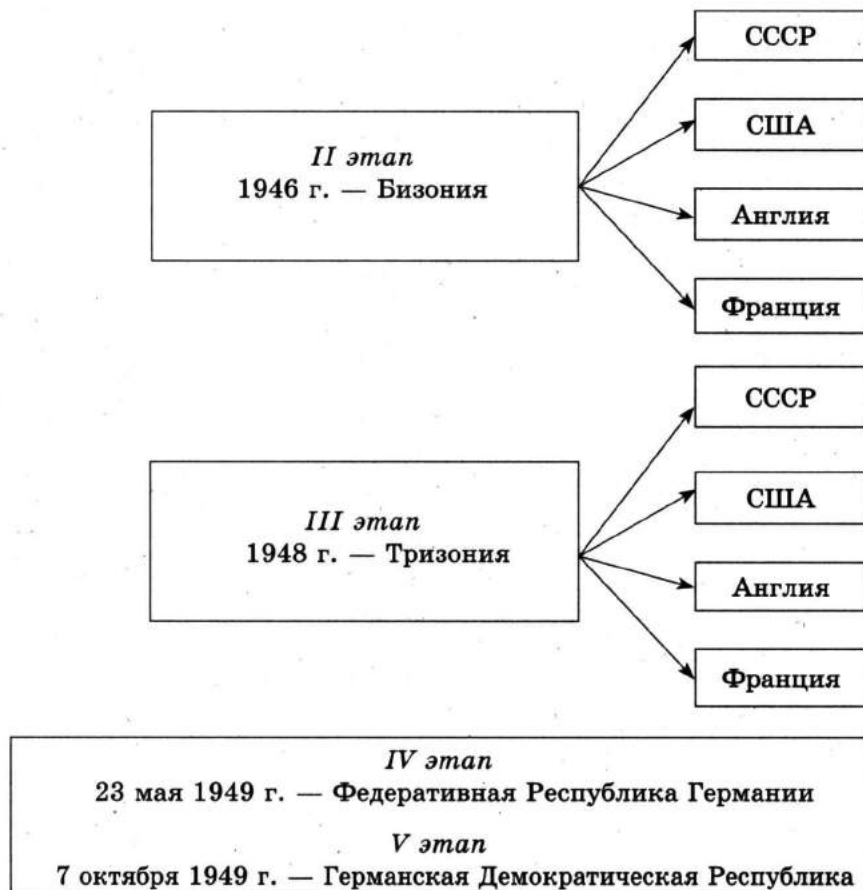 СССР
II этап
1946 г. — Бизония
США
Англия
Франция
СССР
III этап
1948 г. — Тризония
США
Англия
Франция
IV этап
23 мая 1949 г. — Федеративная Республика Германии
V этап
7 октября 1949 г. — Германская Демократическая Республика